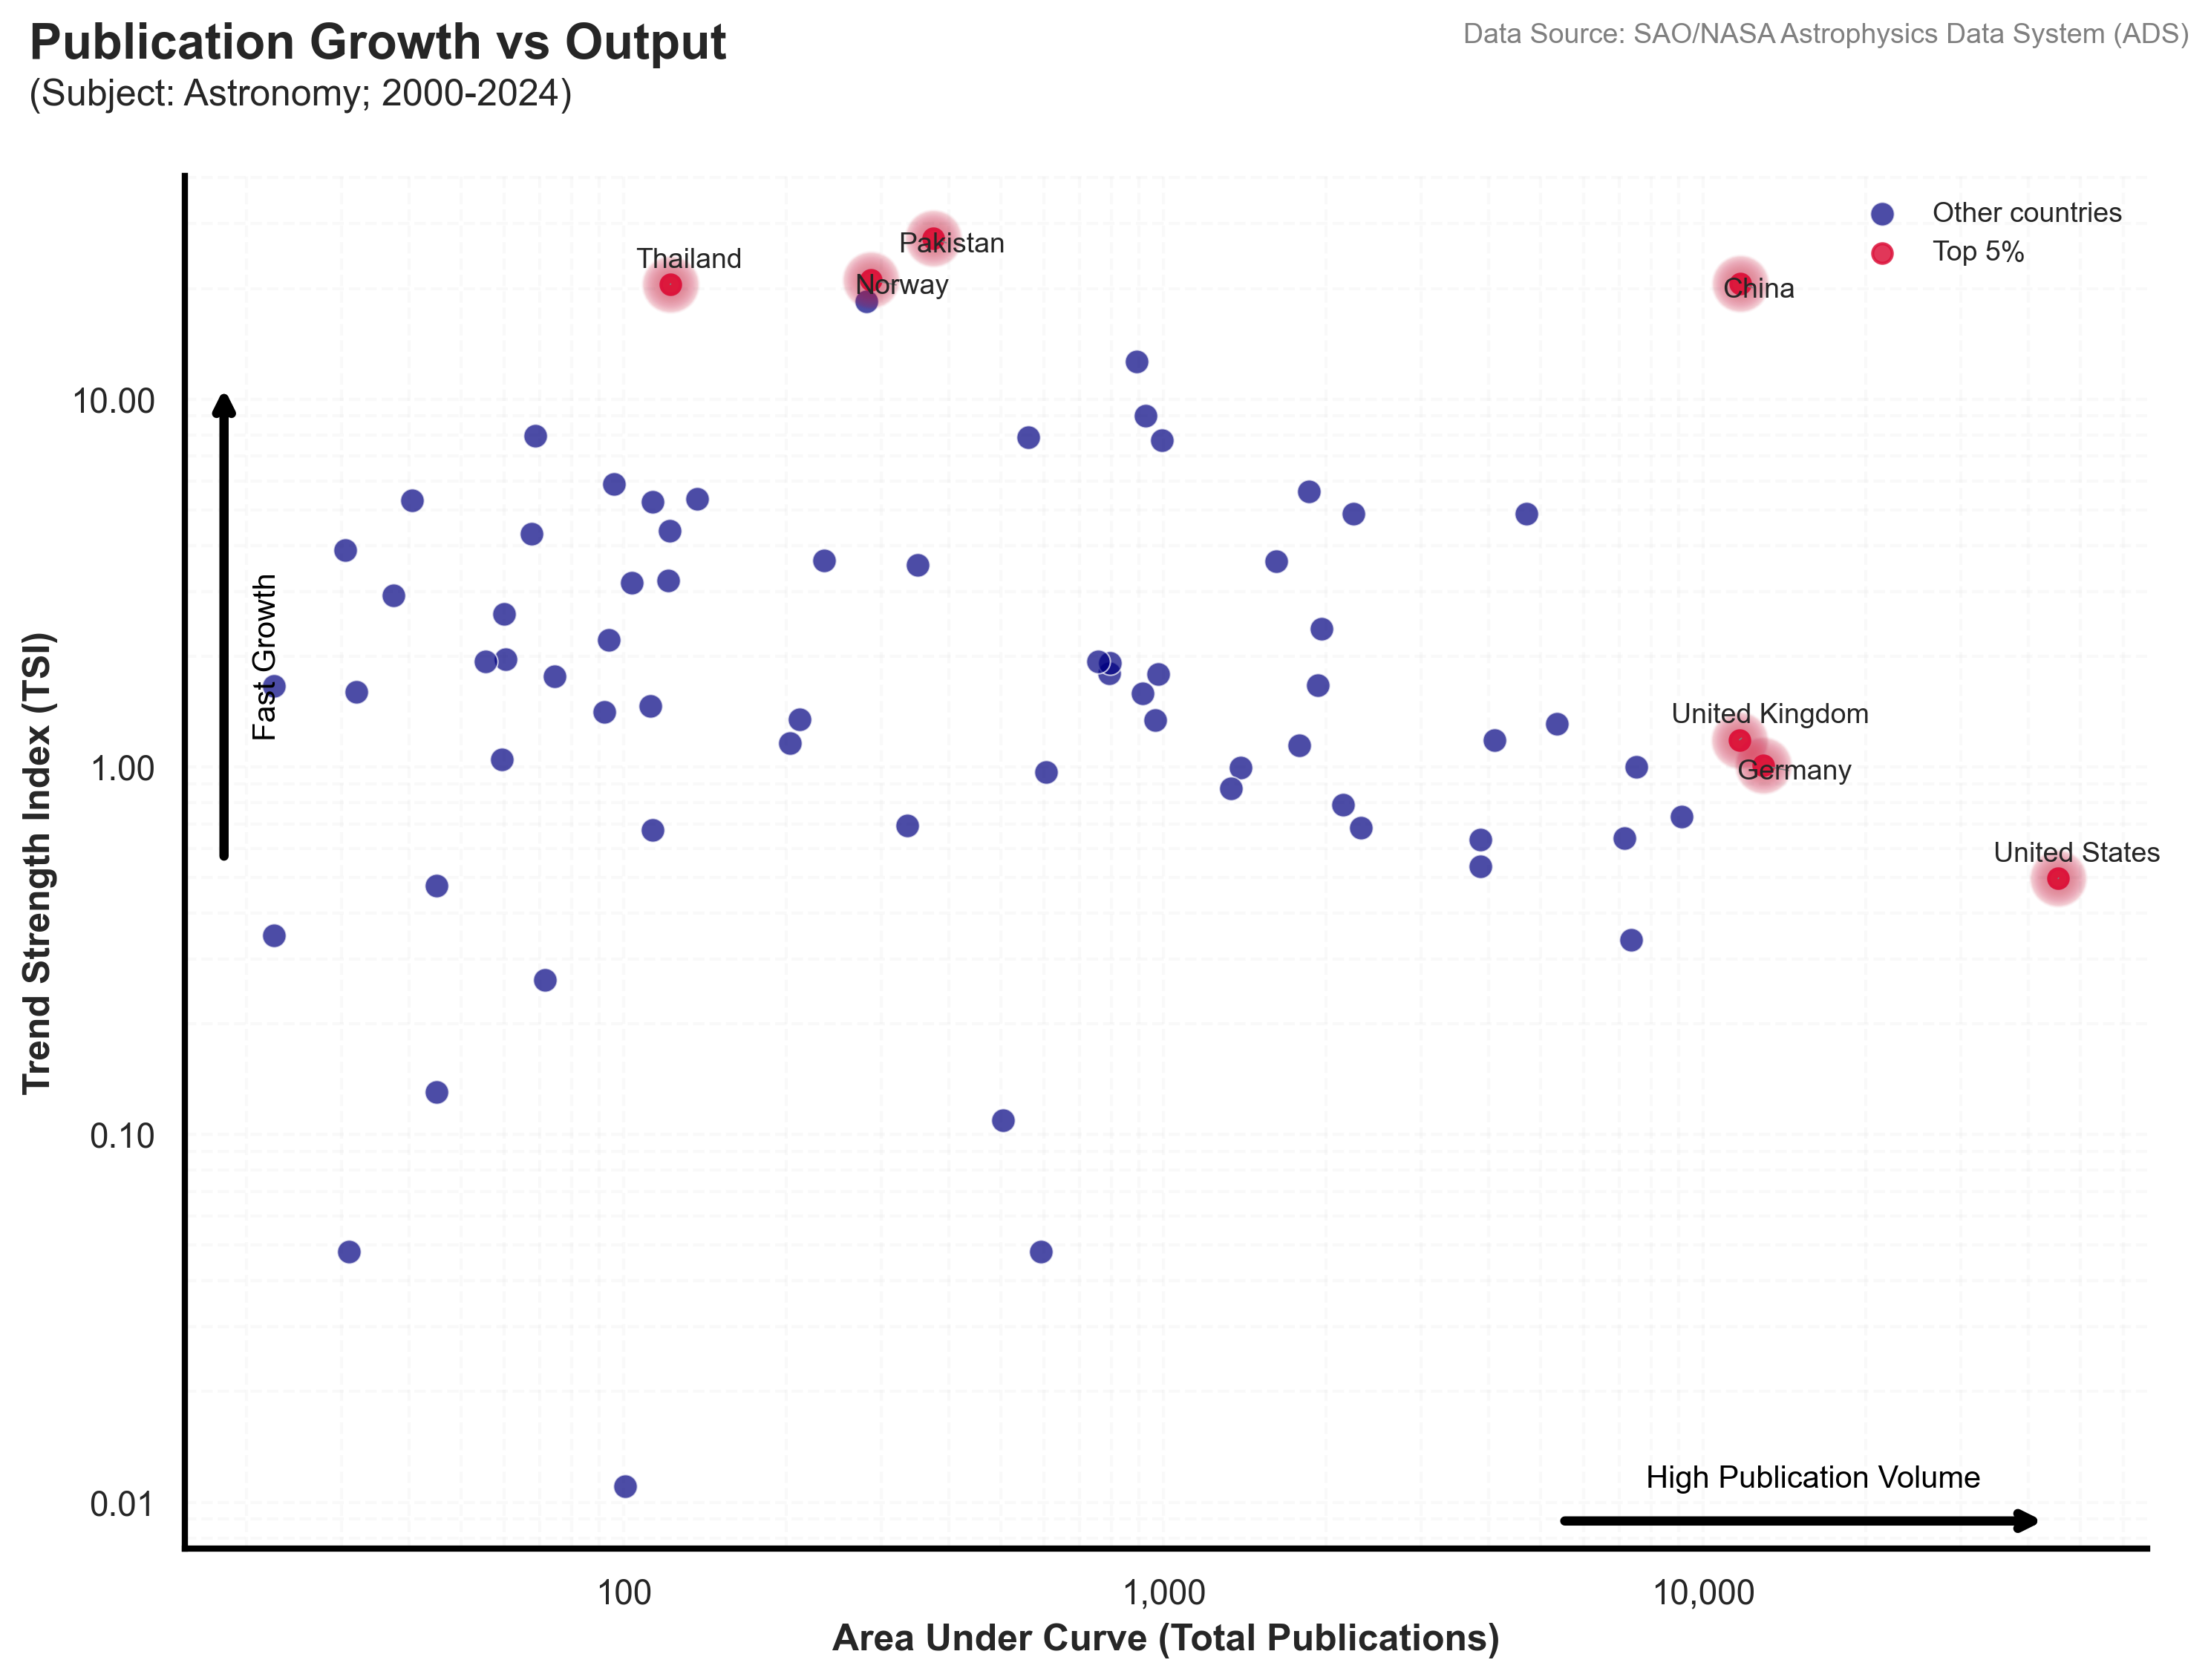 Publication Growth vs Output
(Subject: Astronomy; 2000-2024)
Data Source: SAO/NASA Astrophysics Data System (ADS)
Other countries
Top 5%
Thailand
Pakistan
Norway
China
United Kingdom
Germany
United States
Fast Growth
High Publication Volume
Trend Strength Index (TSI)
10.00
1.00
0.10
0.01
100
1,000
10,000
Area Under Curve (Total Publications)